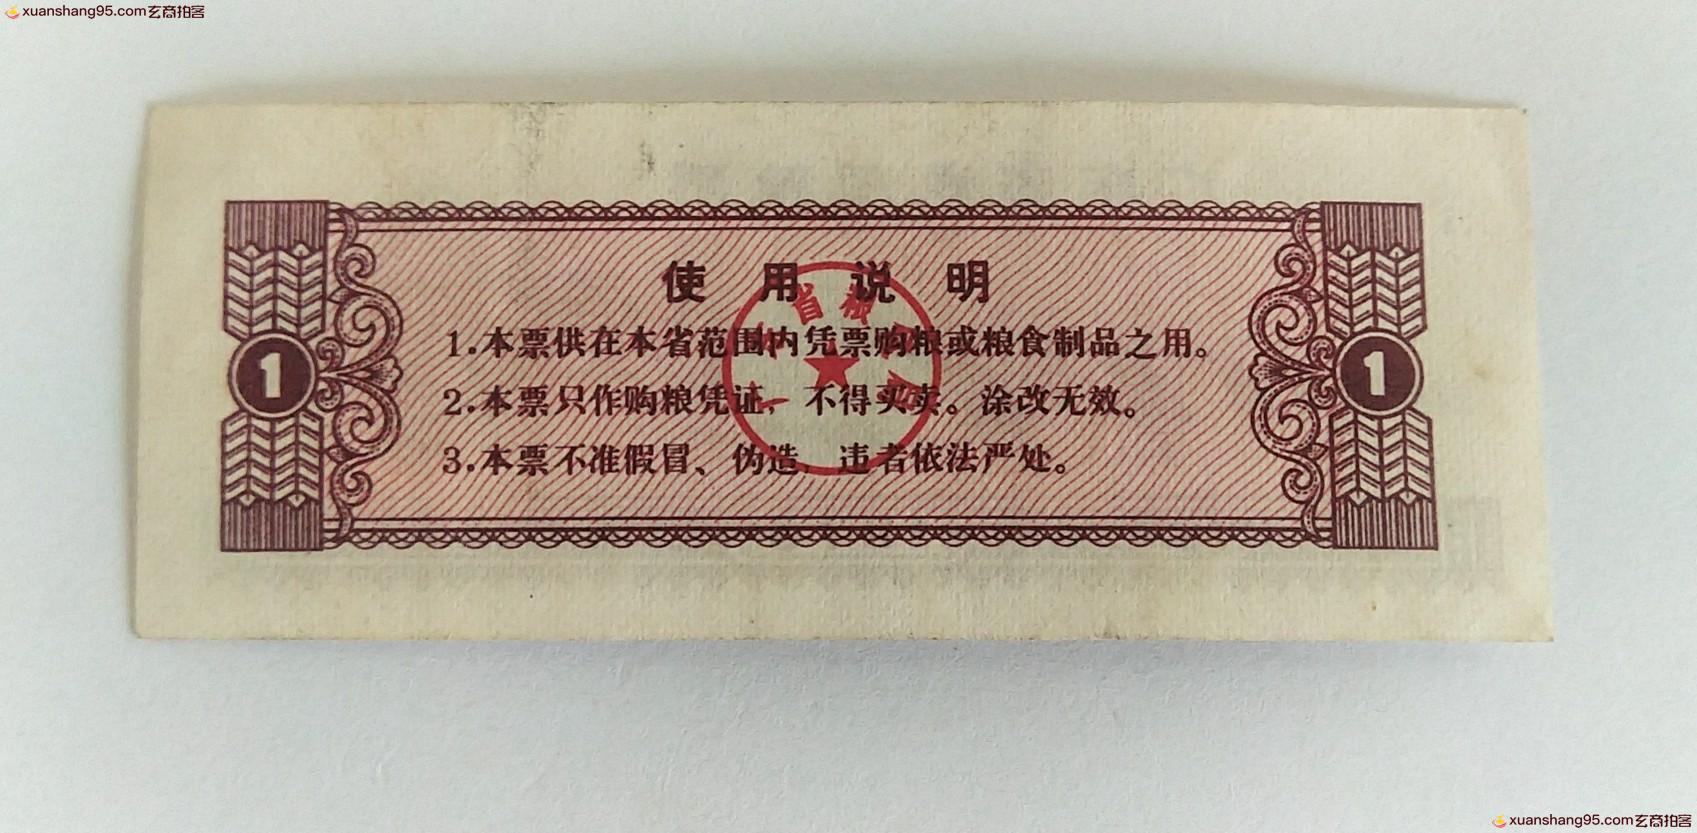 xuanshang95.com玄商拍客
使用说明
1.本票供在本省范围内凭票购粮或粮食制品之用。
1
1
2.本票只作购粮凭证，不得买卖。涂改无效。
3.本票不准假冒、伪造，违者依法严处。
省粮
xuanshang95.com玄商拍客